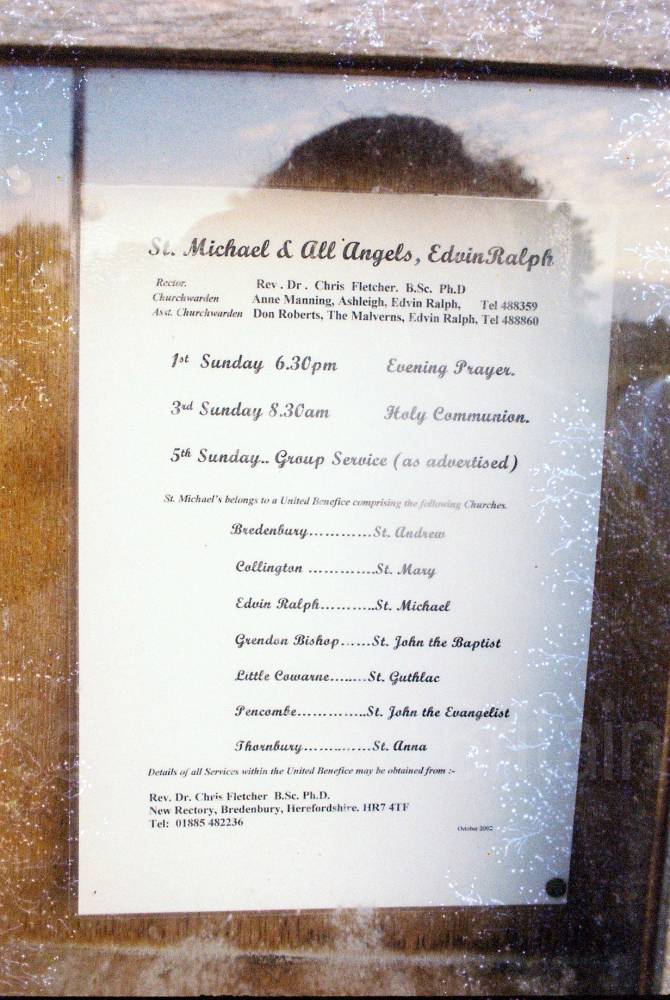 St. Michael & All Angels, Edvin Ralph
Rector. Rev. Dr. Chris Fletcher. B.Sc. Ph.D
Churchwarden Anne Manning, Ashleigh, Edvin Ralph, Tel 488359
Asst. Churchwarden Don Roberts, The Malverns, Edvin Ralph, Tel 488860
1st Sunday 6.30pm Evening Prayer.
3rd Sunday 8.30am Holy Communion.
5th Sunday.. Group Service (as advertised)
St. Michael's belongs to a United Benefice comprising the following Churches.
Bredenbury............St. Andrew
Collington ............St. Mary
Edvin Ralph..........St. Michael
Grendon Bishop......St. John the Baptist
Little Cowarne.......St. Guthlac
Pencombe.............St. John the Evangelist
Thornbury............St. Anna
Details of all Services within the United Benefice may be obtained from :-
Rev. Dr. Chris Fletcher B.Sc. Ph.D.
New Rectory, Bredenbury, Herefordshire. HR7 4TF
Tel: 01885 482236
October 2002